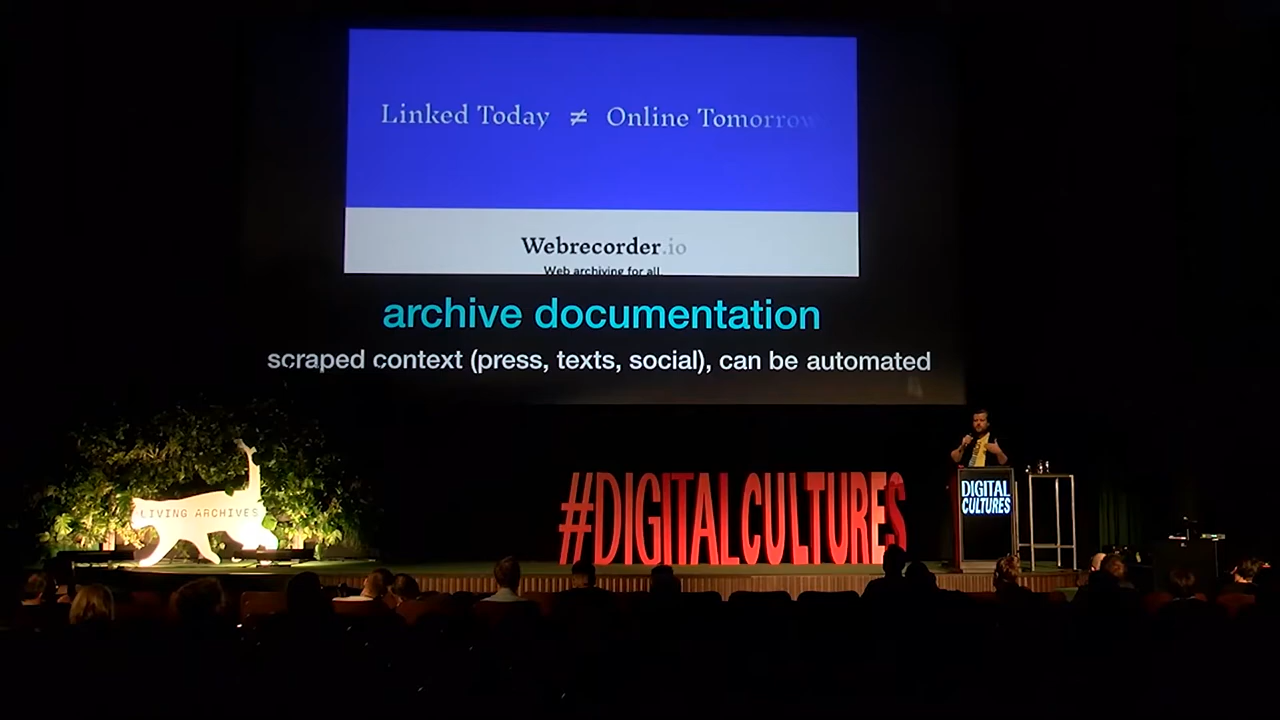 Linked Today ≠ Online Tomorrow
Webrecorder.io
Web archiving for all.
archive documentation
scraped context (press, texts, social), can be automated
LIVING ARCHIVES
#DIGITALCULTURES
DIGITAL
CULTURES